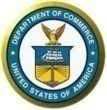 DEPARTMENT OF COMMERCE
UNITED STATES OF AMERICA